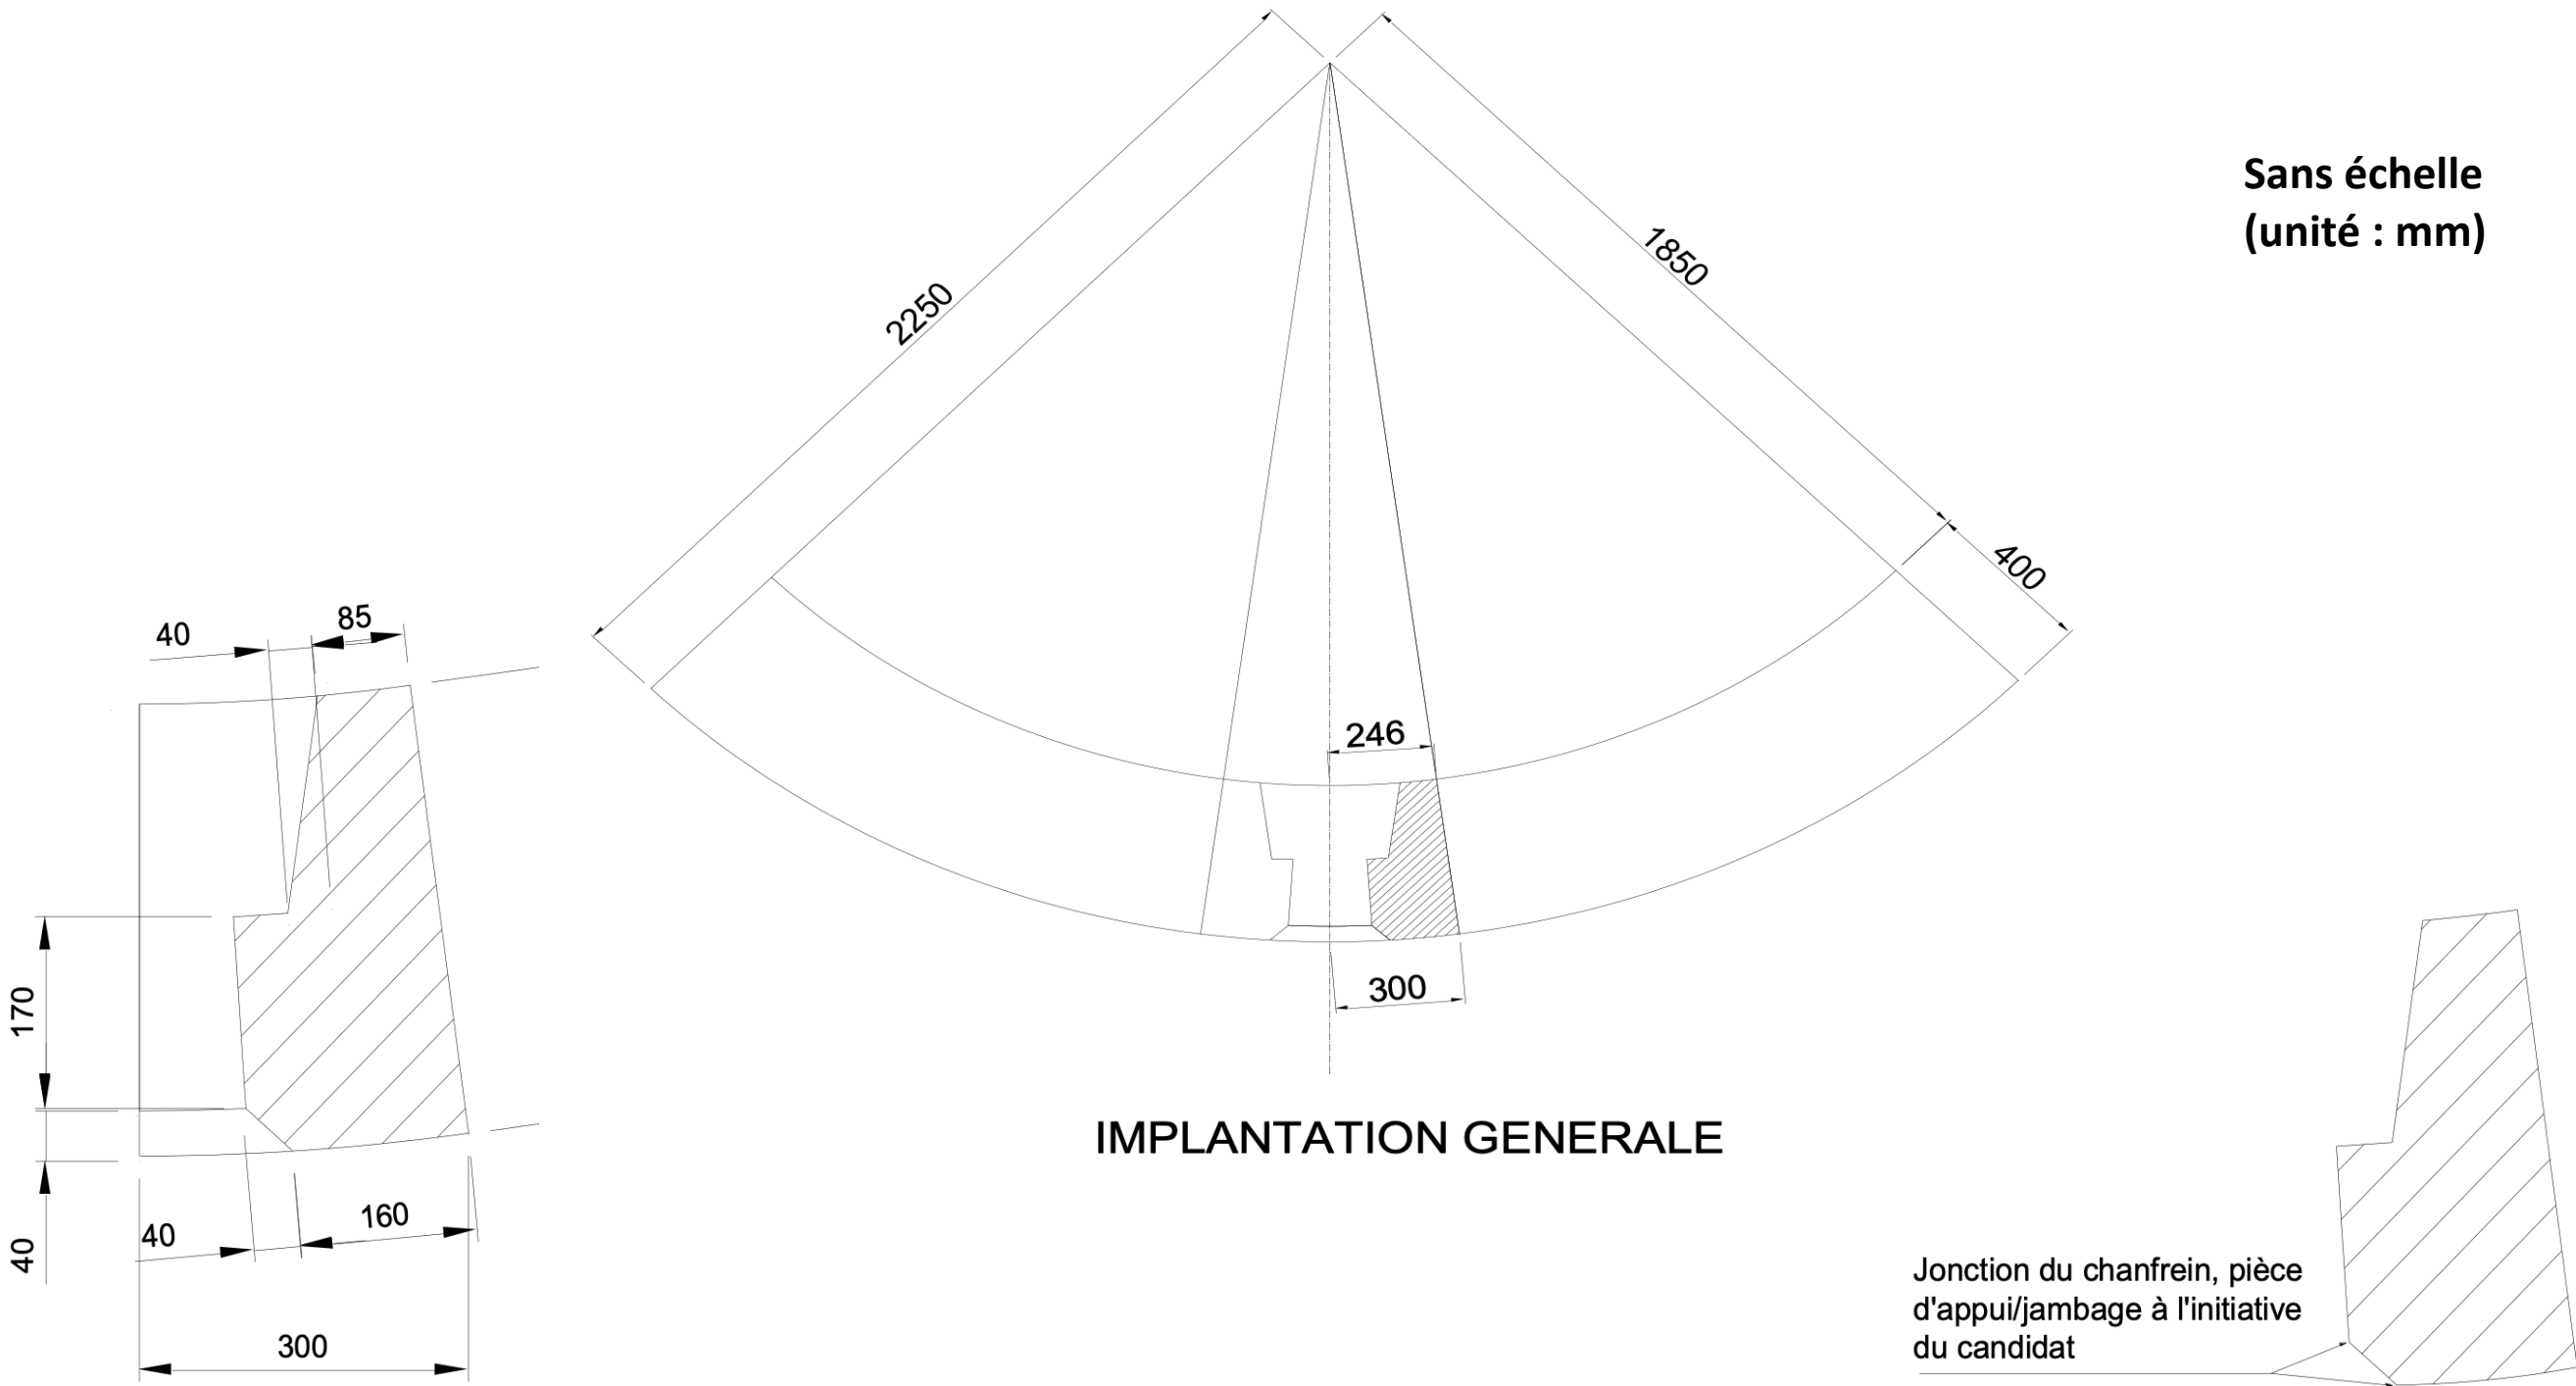 Sans échelle
(unité : mm)
2250
1850
400
246
300
IMPLANTATION GENERALE
40
85
170
40
40
160
300
Jonction du chanfrein, pièce
d'appui/jambage à l'initiative
du candidat